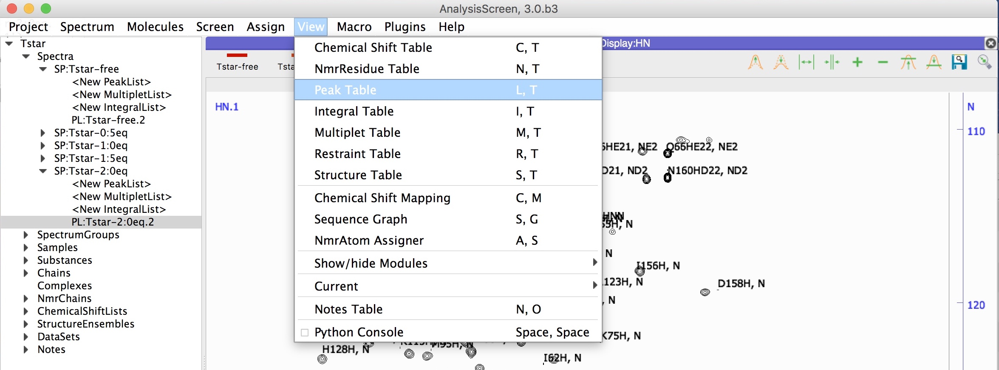 AnalysisScreen, 3.0.b3
Project Spectrum Molecules Screen Assign View Macro Plugins Help
Tstar
Spectra
SP:Tstar-free
<New PeakList>
<New MultipletList>
<New IntegralList>
PL:Tstar-free.2
SP:Tstar-0:5eq
SP:Tstar-1:0eq
SP:Tstar-1:5eq
SP:Tstar-2:0eq
<New PeakList>
<New MultipletList>
<New IntegralList>
PL:Tstar-2:0eq.2
SpectrumGroups
Samples
Substances
Chains
Complexes
NmrChains
ChemicalShiftLists
StructureEnsembles
DataSets
Notes
Chemical Shift Table C, T
NmrResidue Table N, T
Peak Table L, T
Integral Table I, T
Multiplet Table M, T
Restraint Table R, T
Structure Table S, T
Chemical Shift Mapping C, M
Sequence Graph S, G
NmrAtom Assigner A, S
Show/hide Modules
Current
Notes Table N, O
Python Console Space, Space
Display:HN
Tstar-free Tsta
HN.1
N
110
6HE21, NE2 Q66HE22, NE2
D21, ND2 N160HD22, ND2
55H, N
N
I156H, N
123H, N D158H, N
, N
120
K75H, N
H128H, N M95H, N
I62H, N